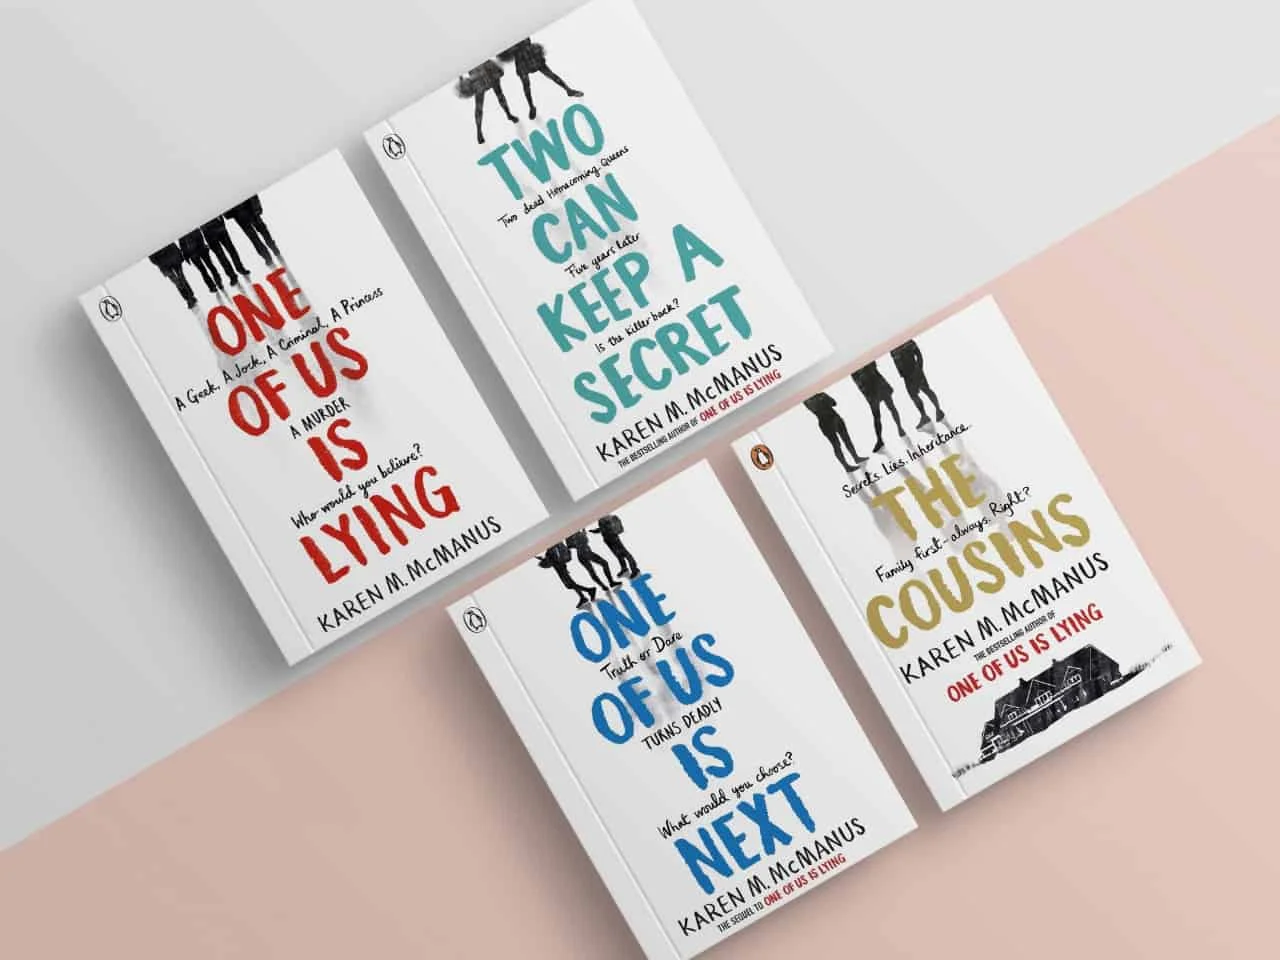 ONE
A Geek, A Jock, A Criminal, A Princess
OF US
A MURDER
IS
Who would you believe?
LYING
KAREN M. McMANUS
TWO
Two dead Homecoming Queens
CAN
Five years later
KEEP A
Is the killer back?
SECRET
KAREN M. McMANUS
THE BESTSELLING AUTHOR OF ONE OF US IS LYING
ONE
Truth or Dare
OF US
TURNS DEADLY
IS
What would you choose?
NEXT
KAREN M. McMANUS
THE SEQUEL TO ONE OF US IS LYING
Secrets. Lies. Inheritance.
THE
Family first - always. Right?
COUSINS
KAREN M. McMANUS
THE BESTSELLING AUTHOR OF
ONE OF US IS LYING